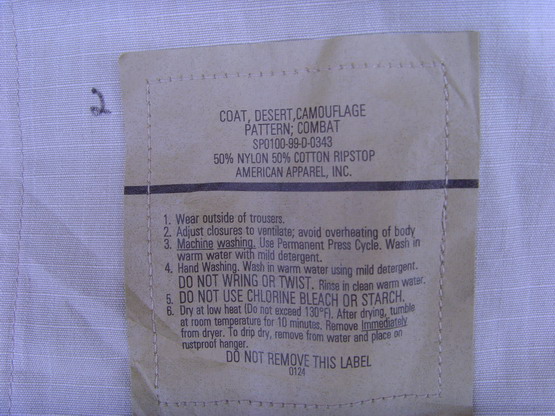 2
COAT, DESERT,CAMOUFLAGE
PATTERN; COMBAT
SPO100-99-D-0343
50% NYLON 50% COTTON RIPSTOP
AMERICAN APPAREL, INC.
1. Wear outside of trousers.
2. Adjust closures to ventilate; avoid overheating of body
3. Machine washing. Use Permanent Press Cycle. Wash in
warm water with mild detergent.
4. Hand Washing. Wash in warm water using mild detergent.
DO NOT WRING OR TWIST. Rinse in clean warm water.
5. DO NOT USE CHLORINE BLEACH OR STARCH.
6. Dry at low heat (Do not exceed 130°F). After drying, tumble
at room temperature for 10 minutes. Remove Immediately
from dryer. To drip dry, remove from water and place on
rustproof hanger.
DO NOT REMOVE THIS LABEL
0124